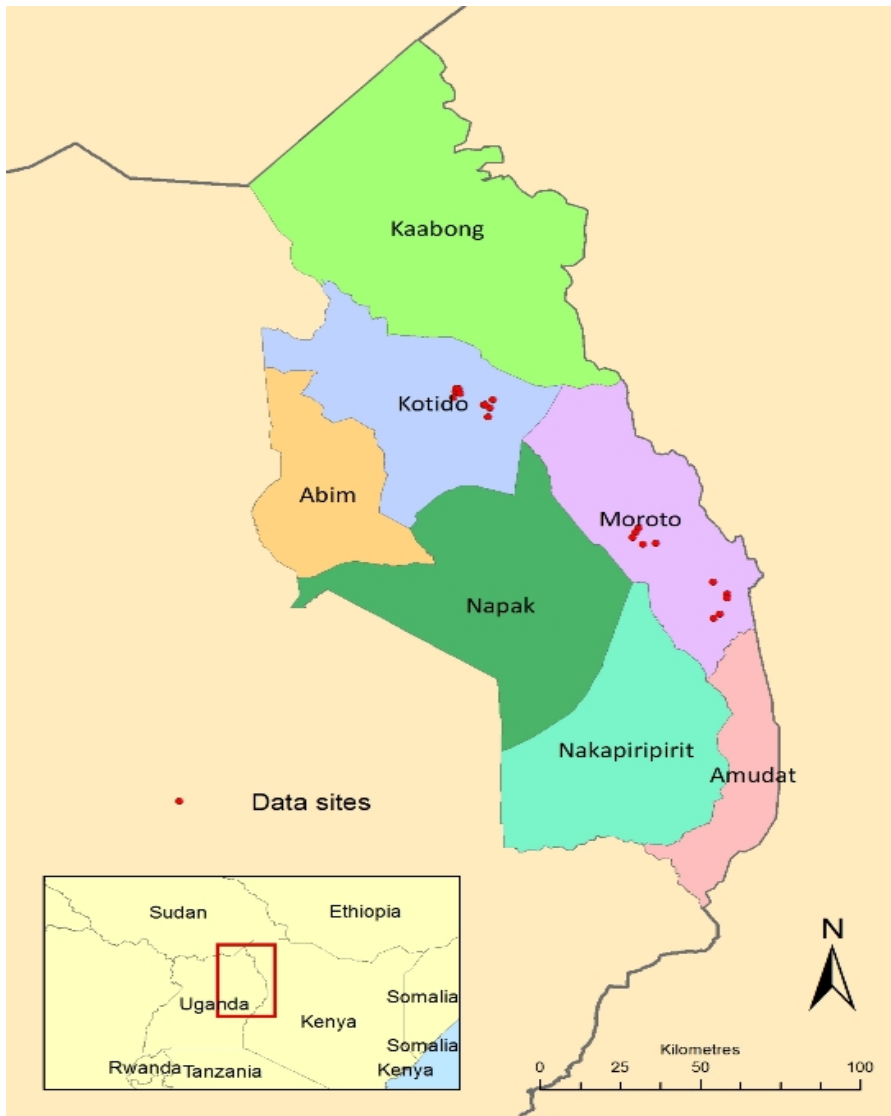 Kaabong
Kotido
Abim
Moroto
Napak
Nakapiripirit
Amudat
Data sites
Sudan
Ethiopia
Uganda
Kenya
Somalia
Somalia
Rwanda
Tanzania
Kenya
N
Kilometres
0 25 50 100